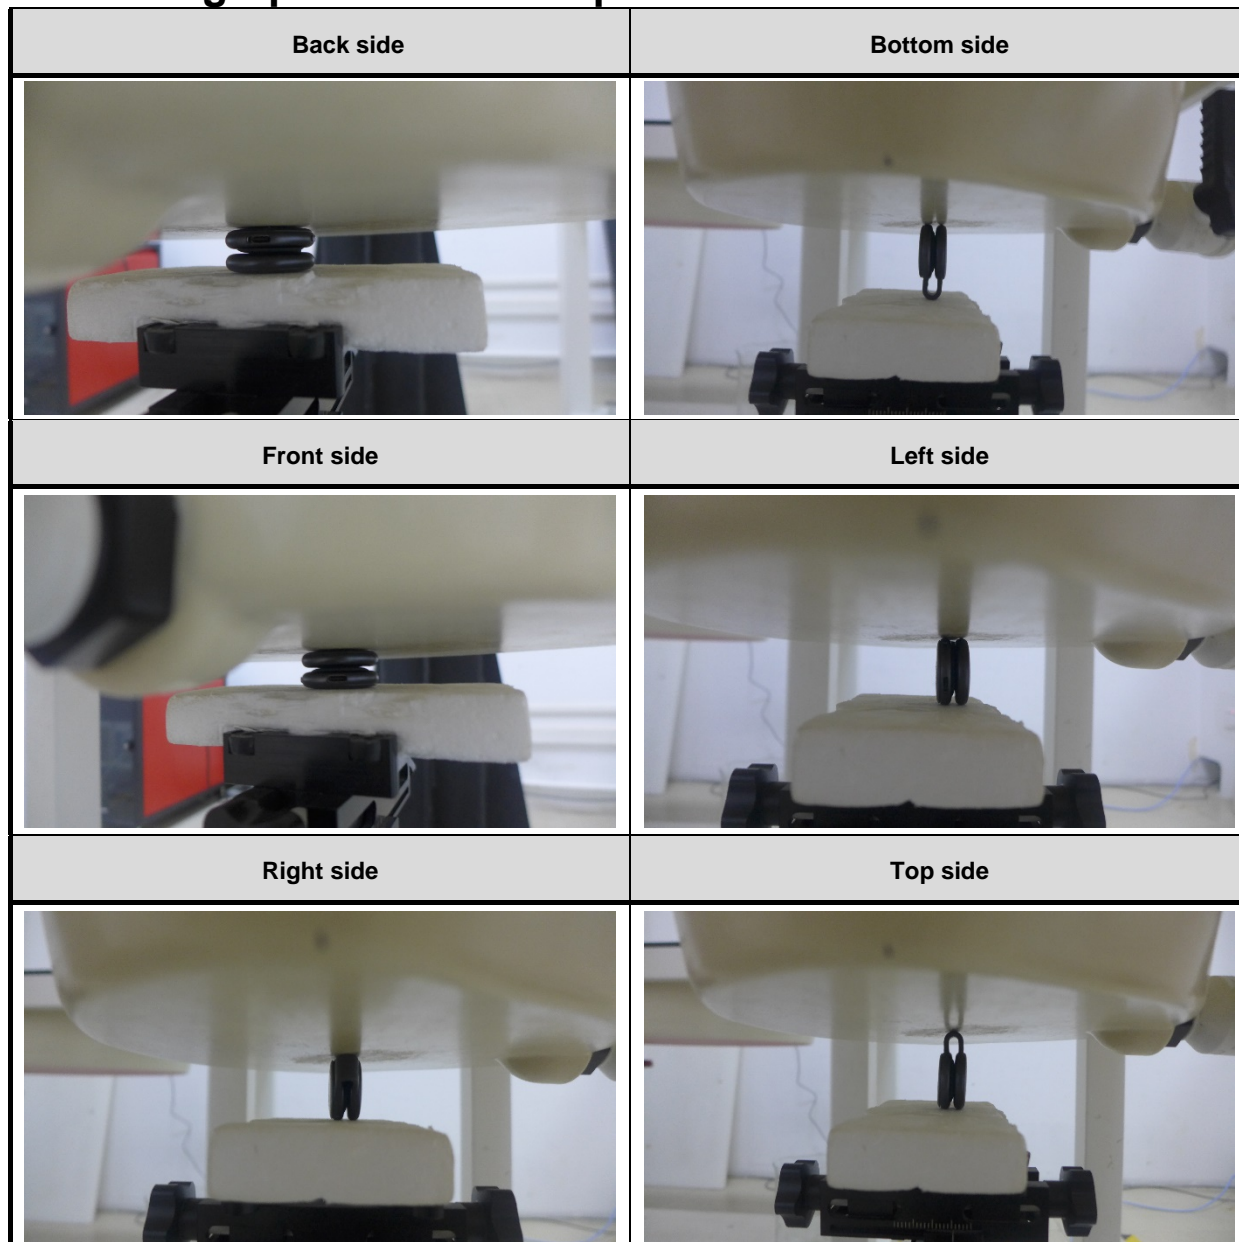 Back side
Bottom side
Front side
Left side
Right side
Top side